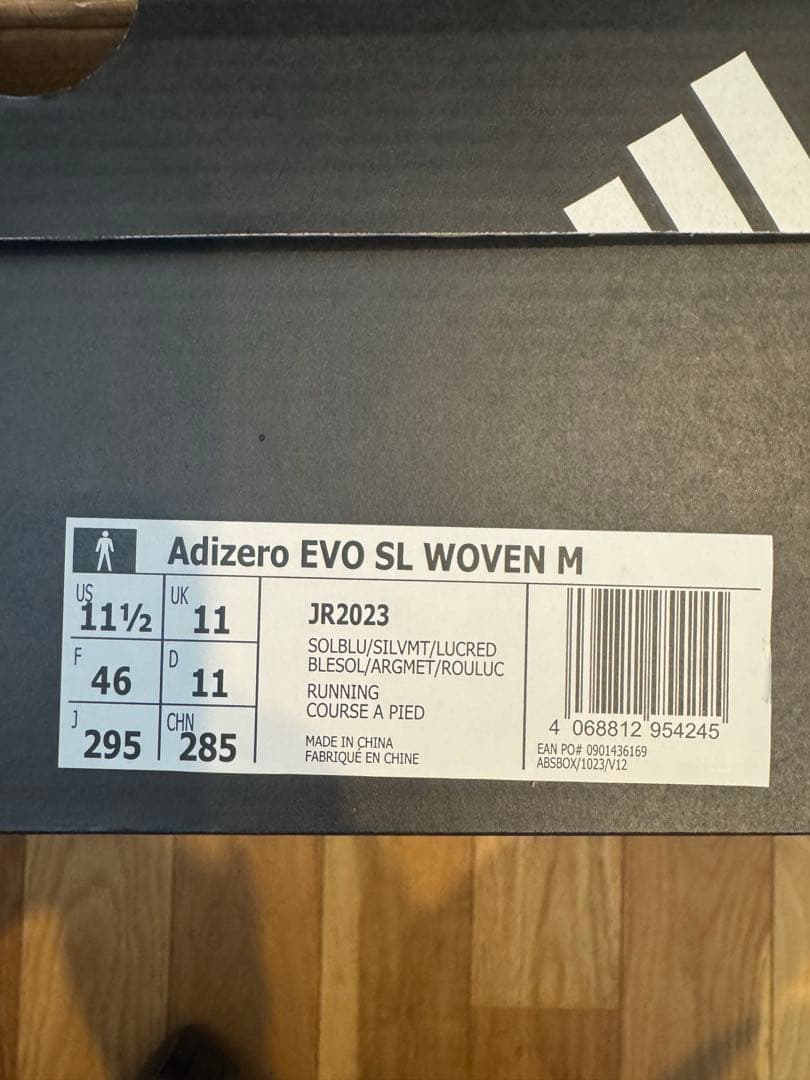 Adizero EVO SL WOVEN M
US 11½ UK 11
F 46 D 11
J 295 CHN 285
JR2023
SOLBLU/SILVMT/LUCRED
BLESOL/ARGMET/ROULUC
RUNNING
COURSE A PIED
MADE IN CHINA
FABRIQUÉ EN CHINE
4 068812 954245
EAN PO# 0901436169
ABSBOX/1023/V12